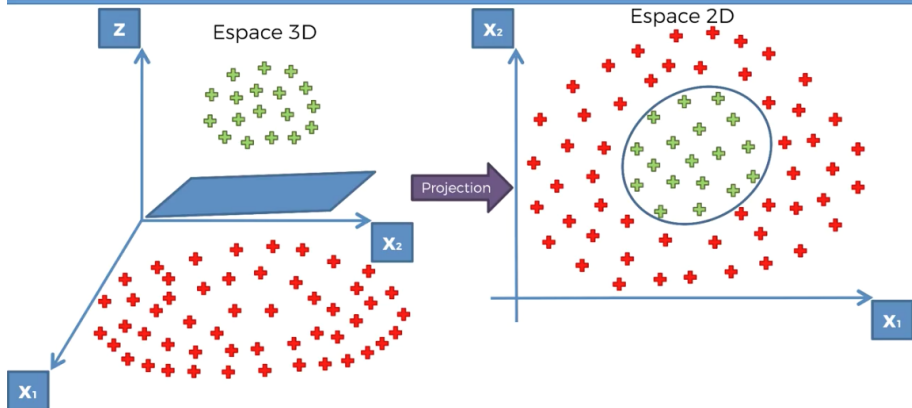 Z
Espace 3D
X₂
X₁
Projection
Espace 2D
X₂
X₁